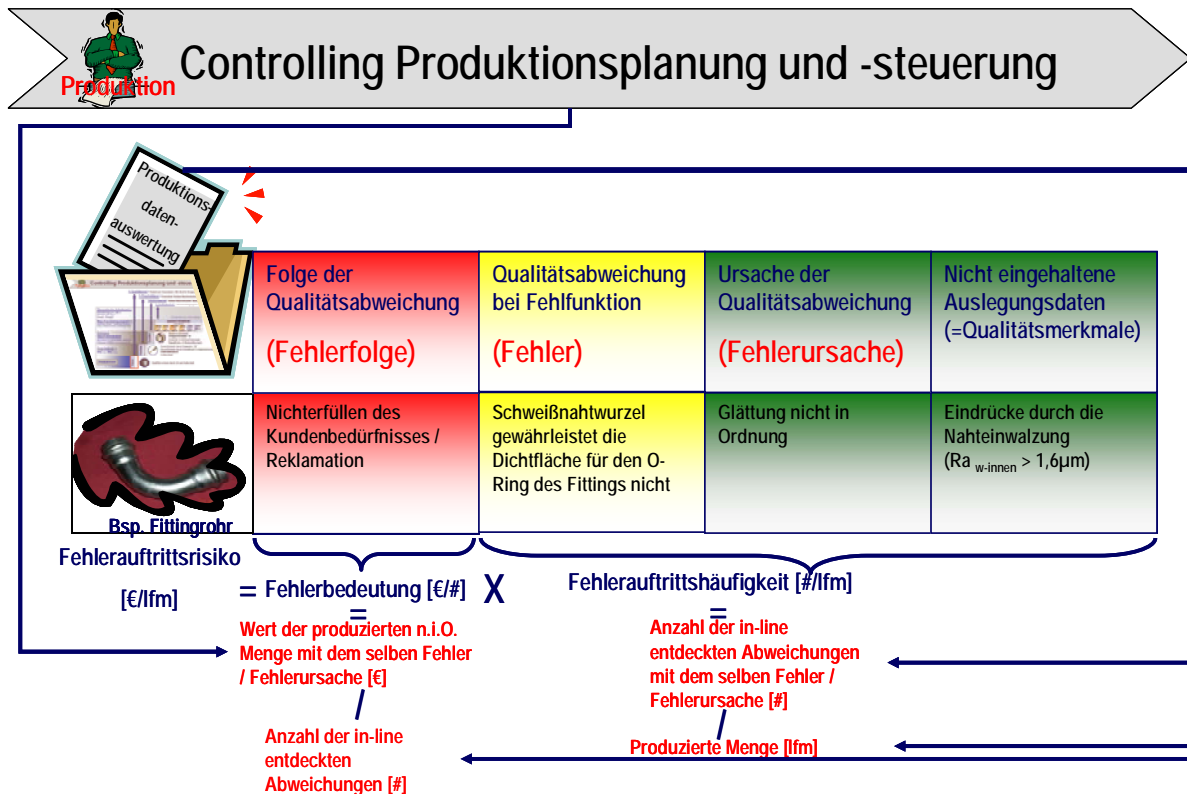 Controlling Produktionsplanung und -steuerung
Produktion
Produktions-
daten-
auswertung
Controlling Produktionsplanung und -steue
Folge der
Qualitätsabweichung
(Fehlerfolge)
Qualitätsabweichung
bei Fehlfunktion
(Fehler)
Ursache der
Qualitätsabweichung
(Fehlerursache)
Nicht eingehaltene
Auslegungsdaten
(=Qualitätsmerkmale)
Bsp. Fittingrohr
Nichterfüllen des
Kundenbedürfnisses /
Reklamation
Schweißnahtwurzel
gewährleistet die
Dichtfläche für den O-
Ring des Fittings nicht
Glättung nicht in
Ordnung
Eindrücke durch die
Nahteinwalzung
(Ra w-innen > 1,6µm)
Fehlerauftrittsrisiko
[€/lfm]
= Fehlerbedeutung [€/#] X
Fehlerauftrittshäufigkeit [#/lfm]
=
Wert der produzierten n.i.O.
Menge mit dem selben Fehler
/ Fehlerursache [€]
/
Anzahl der in-line
entdeckten
Abweichungen [#]
=
Anzahl der in-line
entdeckten Abweichungen
mit dem selben Fehler /
Fehlerursache [#]
/
Produzierte Menge [lfm]